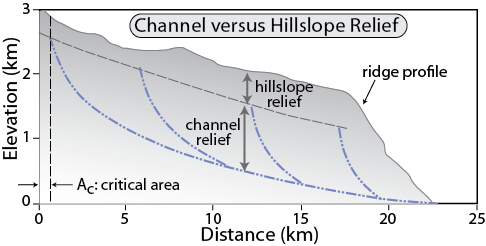 Channel versus Hillslope Relief
3
2
1
0
Elevation (km)
ridge profile
hillslope
relief
channel
relief
Ac: critical area
0
5
10
15
20
25
Distance (km)